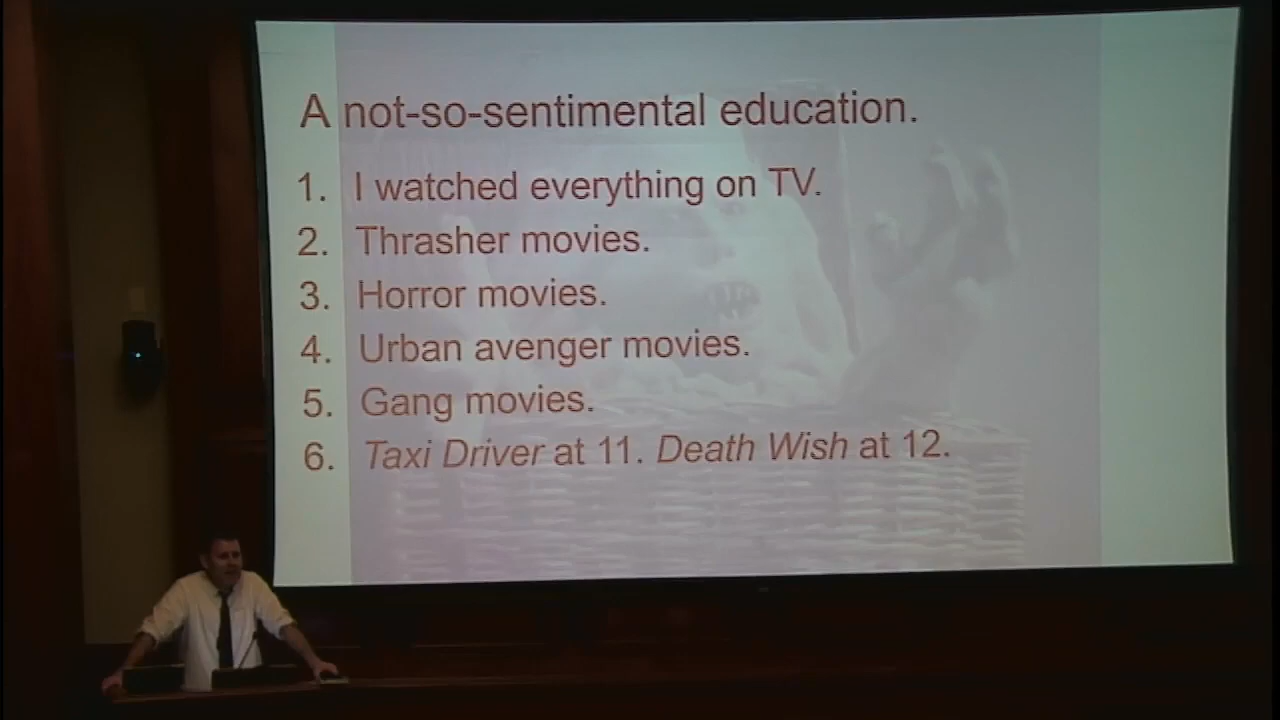 A not-so-sentimental education.
1. I watched everything on TV.
2. Thrasher movies.
3. Horror movies.
4. Urban avenger movies.
5. Gang movies.
6. Taxi Driver at 11. Death Wish at 12.